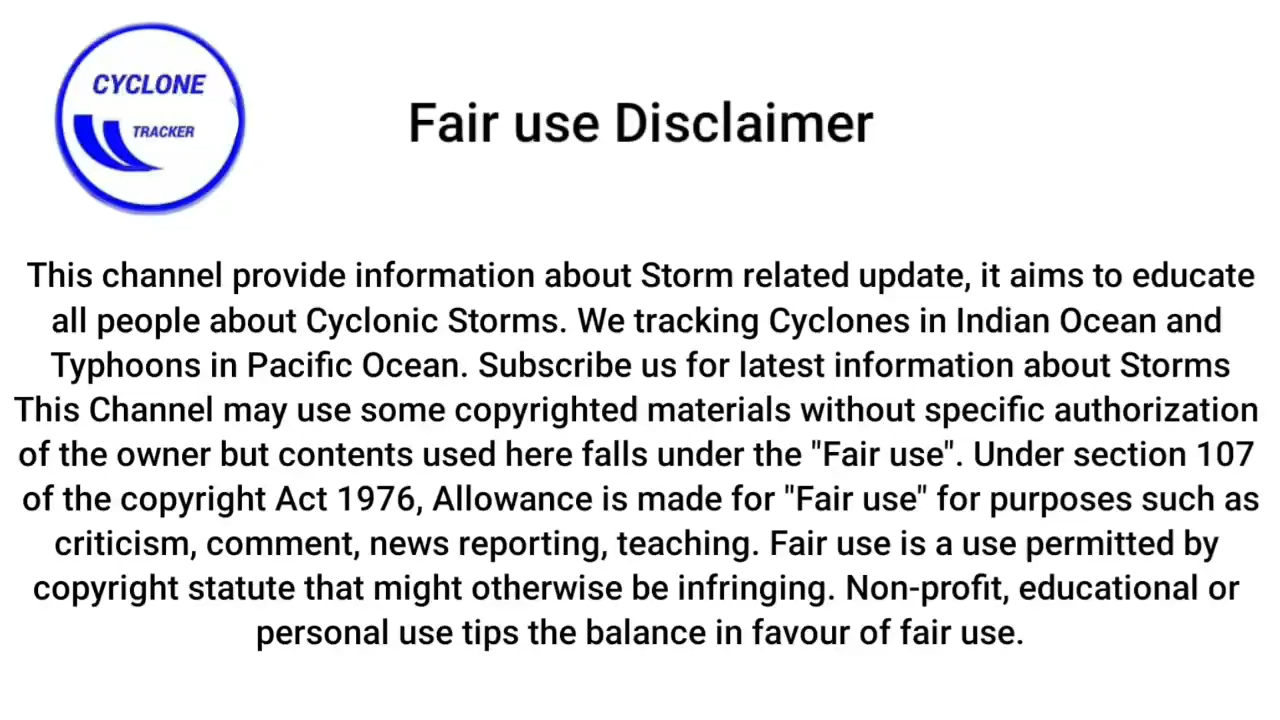 CYCLONE
TRACKER
Fair use Disclaimer
This channel provide information about Storm related update, it aims to educate
all people about Cyclonic Storms. We tracking Cyclones in Indian Ocean and
Typhoons in Pacific Ocean. Subscribe us for latest information about Storms
This Channel may use some copyrighted materials without specific authorization
of the owner but contents used here falls under the "Fair use". Under section 107
of the copyright Act 1976, Allowance is made for "Fair use" for purposes such as
criticism, comment, news reporting, teaching. Fair use is a use permitted by
copyright statute that might otherwise be infringing. Non-profit, educational or
personal use tips the balance in favour of fair use.